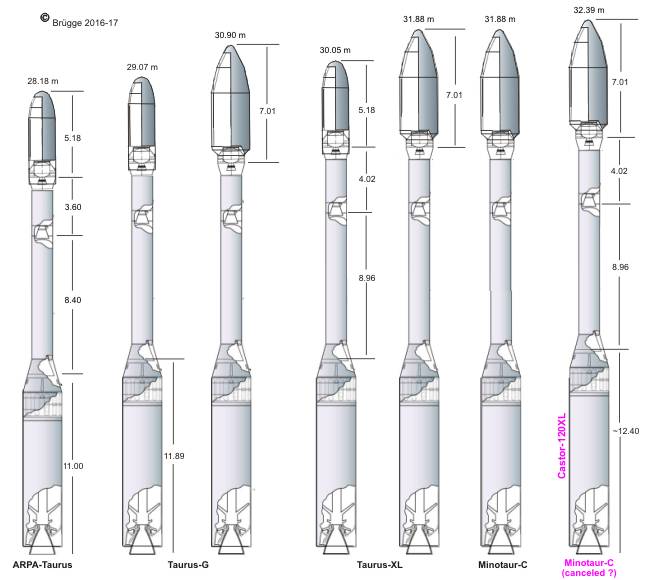 © Brügge 2016-17
28.18 m
29.07 m
30.90 m
30.05 m
31.88 m
31.88 m
32.39 m
5.18
7.01
5.18
7.01
7.01
3.60
4.02
4.02
8.40
8.96
8.96
11.00
11.89
Castor-120XL
~12.40
ARPA-Taurus
Taurus-G
Taurus-XL
Minotaur-C
Minotaur-C
(canceled ?)